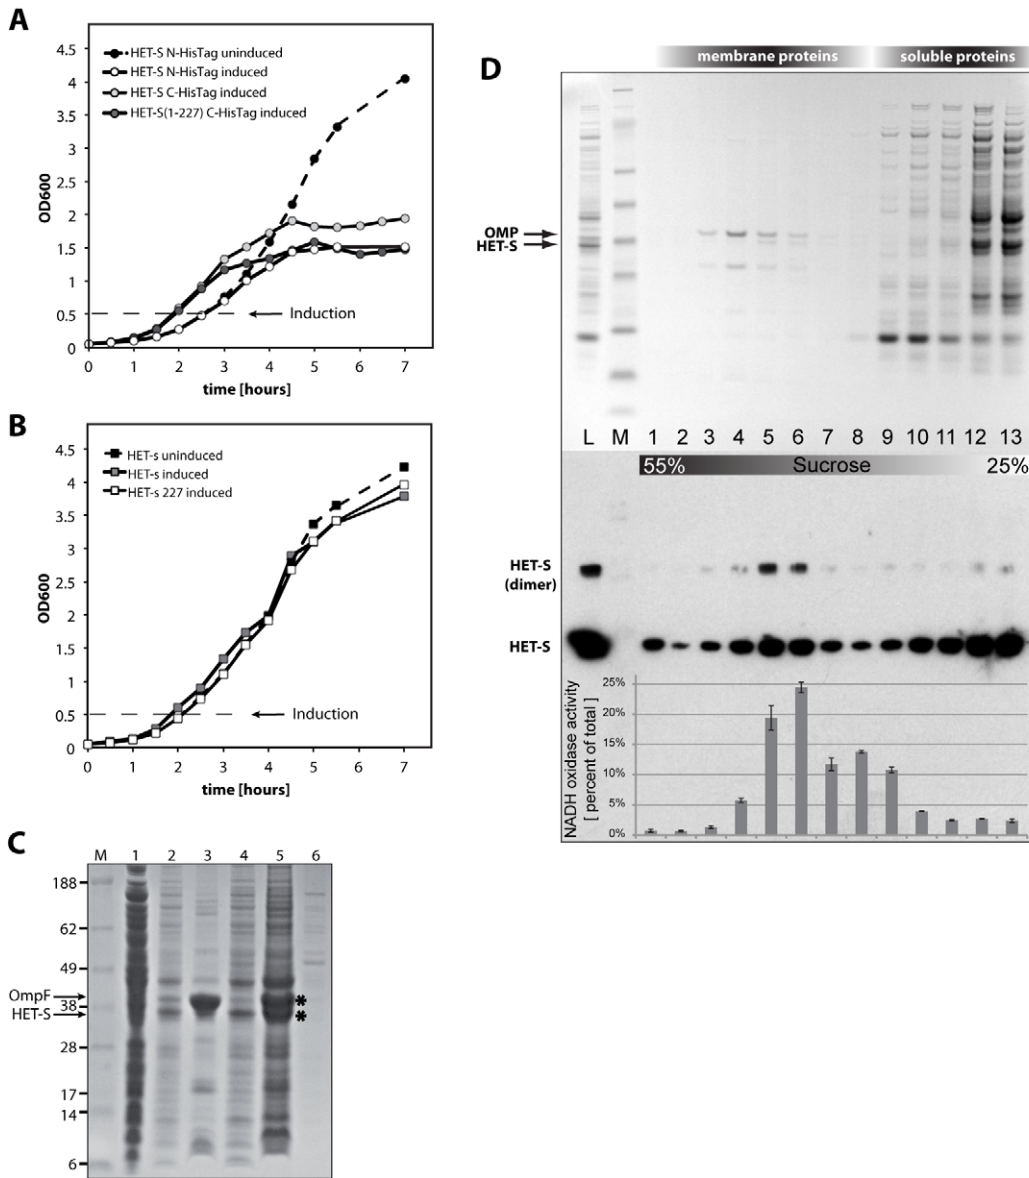 A
4.5
4
3.5
3
2.5
2
1.5
1
0.5
0
OD600
HET-S N-HisTag uninduced
HET-S N-HisTag induced
HET-S C-HisTag induced
HET-S(1-227) C-HisTag induced
Induction
0 1 2 3 4 5 6 7
time [hours]
B
4.5
4
3.5
3
2.5
2
1.5
1
0.5
0
OD600
HET-s uninduced
HET-s induced
HET-s 227 induced
Induction
0 1 2 3 4 5 6 7
time [hours]
C
M 1 2 3 4 5 6
188
62
49
OmpF
38
HET-S
28
17
14
6
*
*
D
membrane proteins soluble proteins
OMP
HET-S
L M 1 2 3 4 5 6 7 8 9 10 11 12 13
55% Sucrose 25%
HET-S
(dimer)
HET-S
NADH oxidase activity
[ percent of total ]
25%
20%
15%
10%
5%
0%